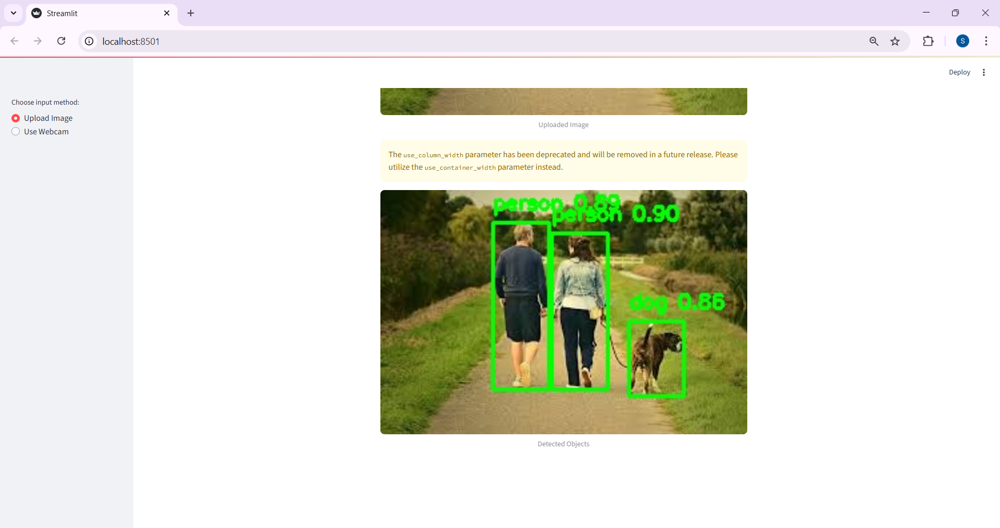 Streamlit
localhost:8501
S
Deploy
Choose input method:
Upload Image
Use Webcam
Uploaded Image
The use_column_width parameter has been deprecated and will be removed in a future release. Please
utilize the use_container_width parameter instead.
person 0.89
person 0.90
dog 0.86
Detected Objects